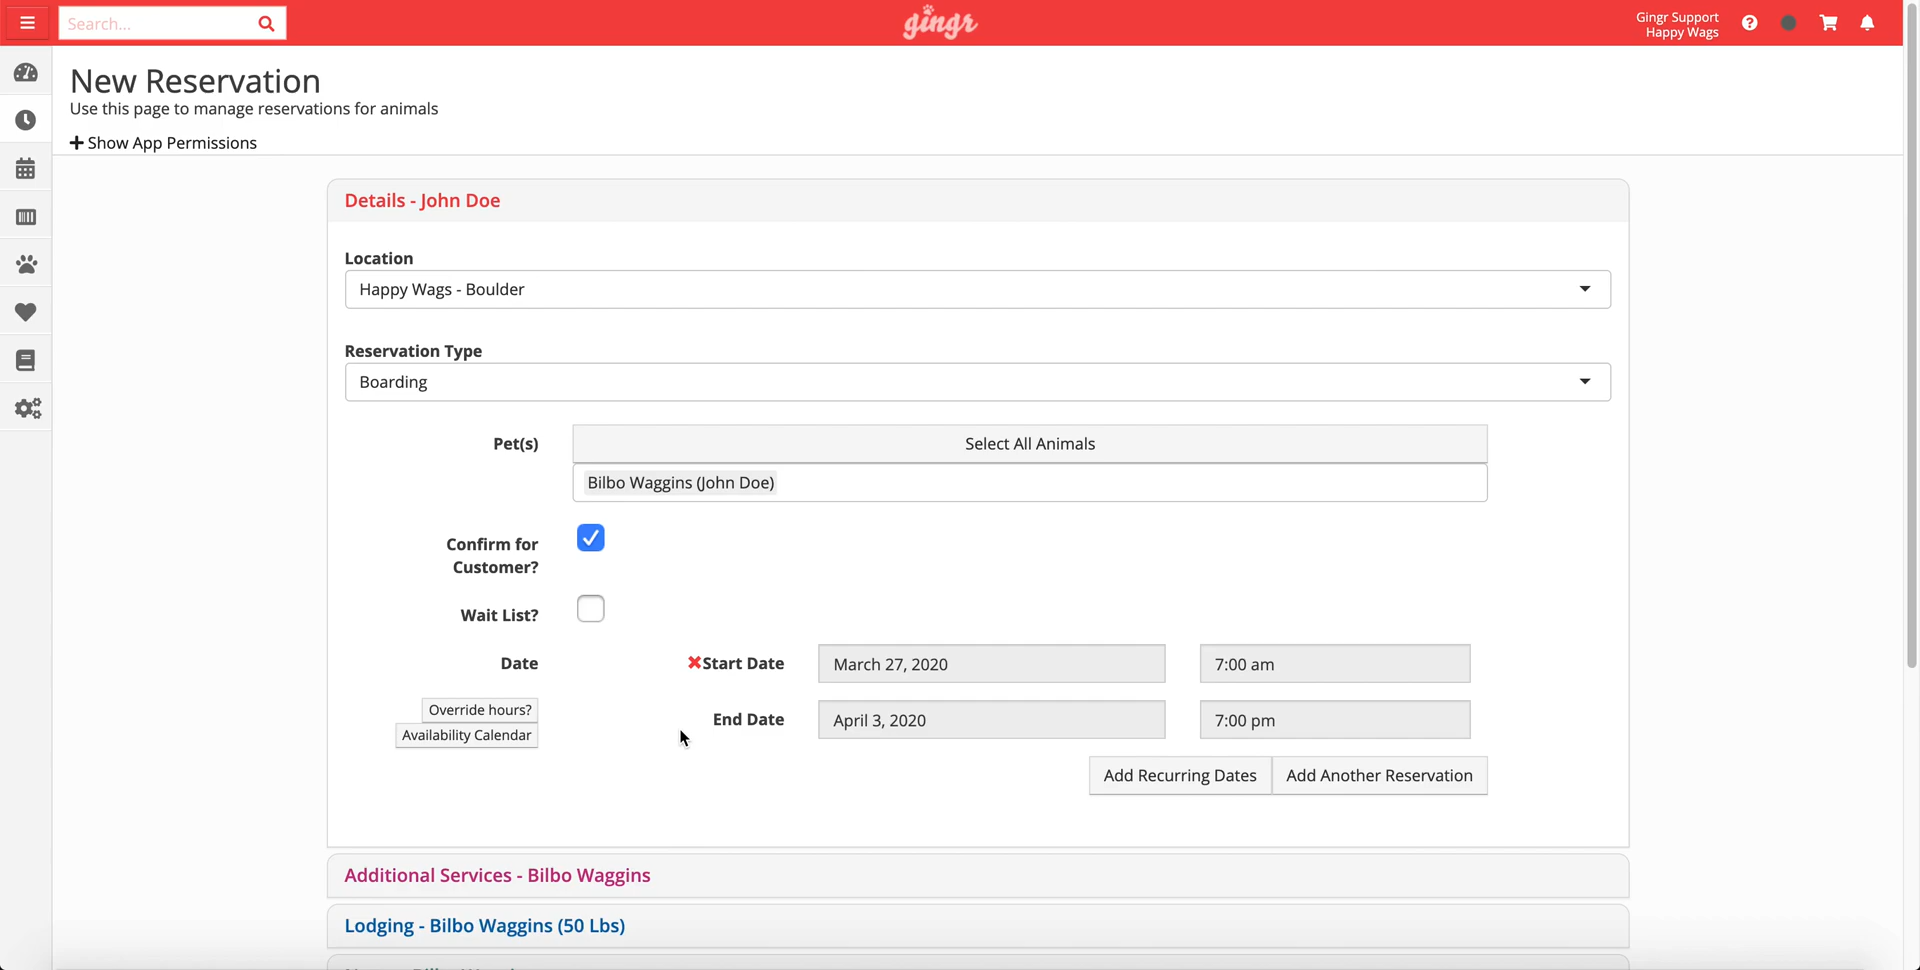 Search...
gingr
Gingr Support
Happy Wags
New Reservation
Use this page to manage reservations for animals
Show App Permissions
Details - John Doe
Location
Happy Wags - Boulder
Reservation Type
Boarding
Pet(s)
Select All Animals
Bilbo Waggins (John Doe)
Confirm for
Customer?
Wait List?
Date
Start Date
March 27, 2020
7:00 am
Override hours?
Availability Calendar
End Date
April 3, 2020
7:00 pm
Add Recurring Dates
Add Another Reservation
Additional Services - Bilbo Waggins
Lodging - Bilbo Waggins (50 Lbs)